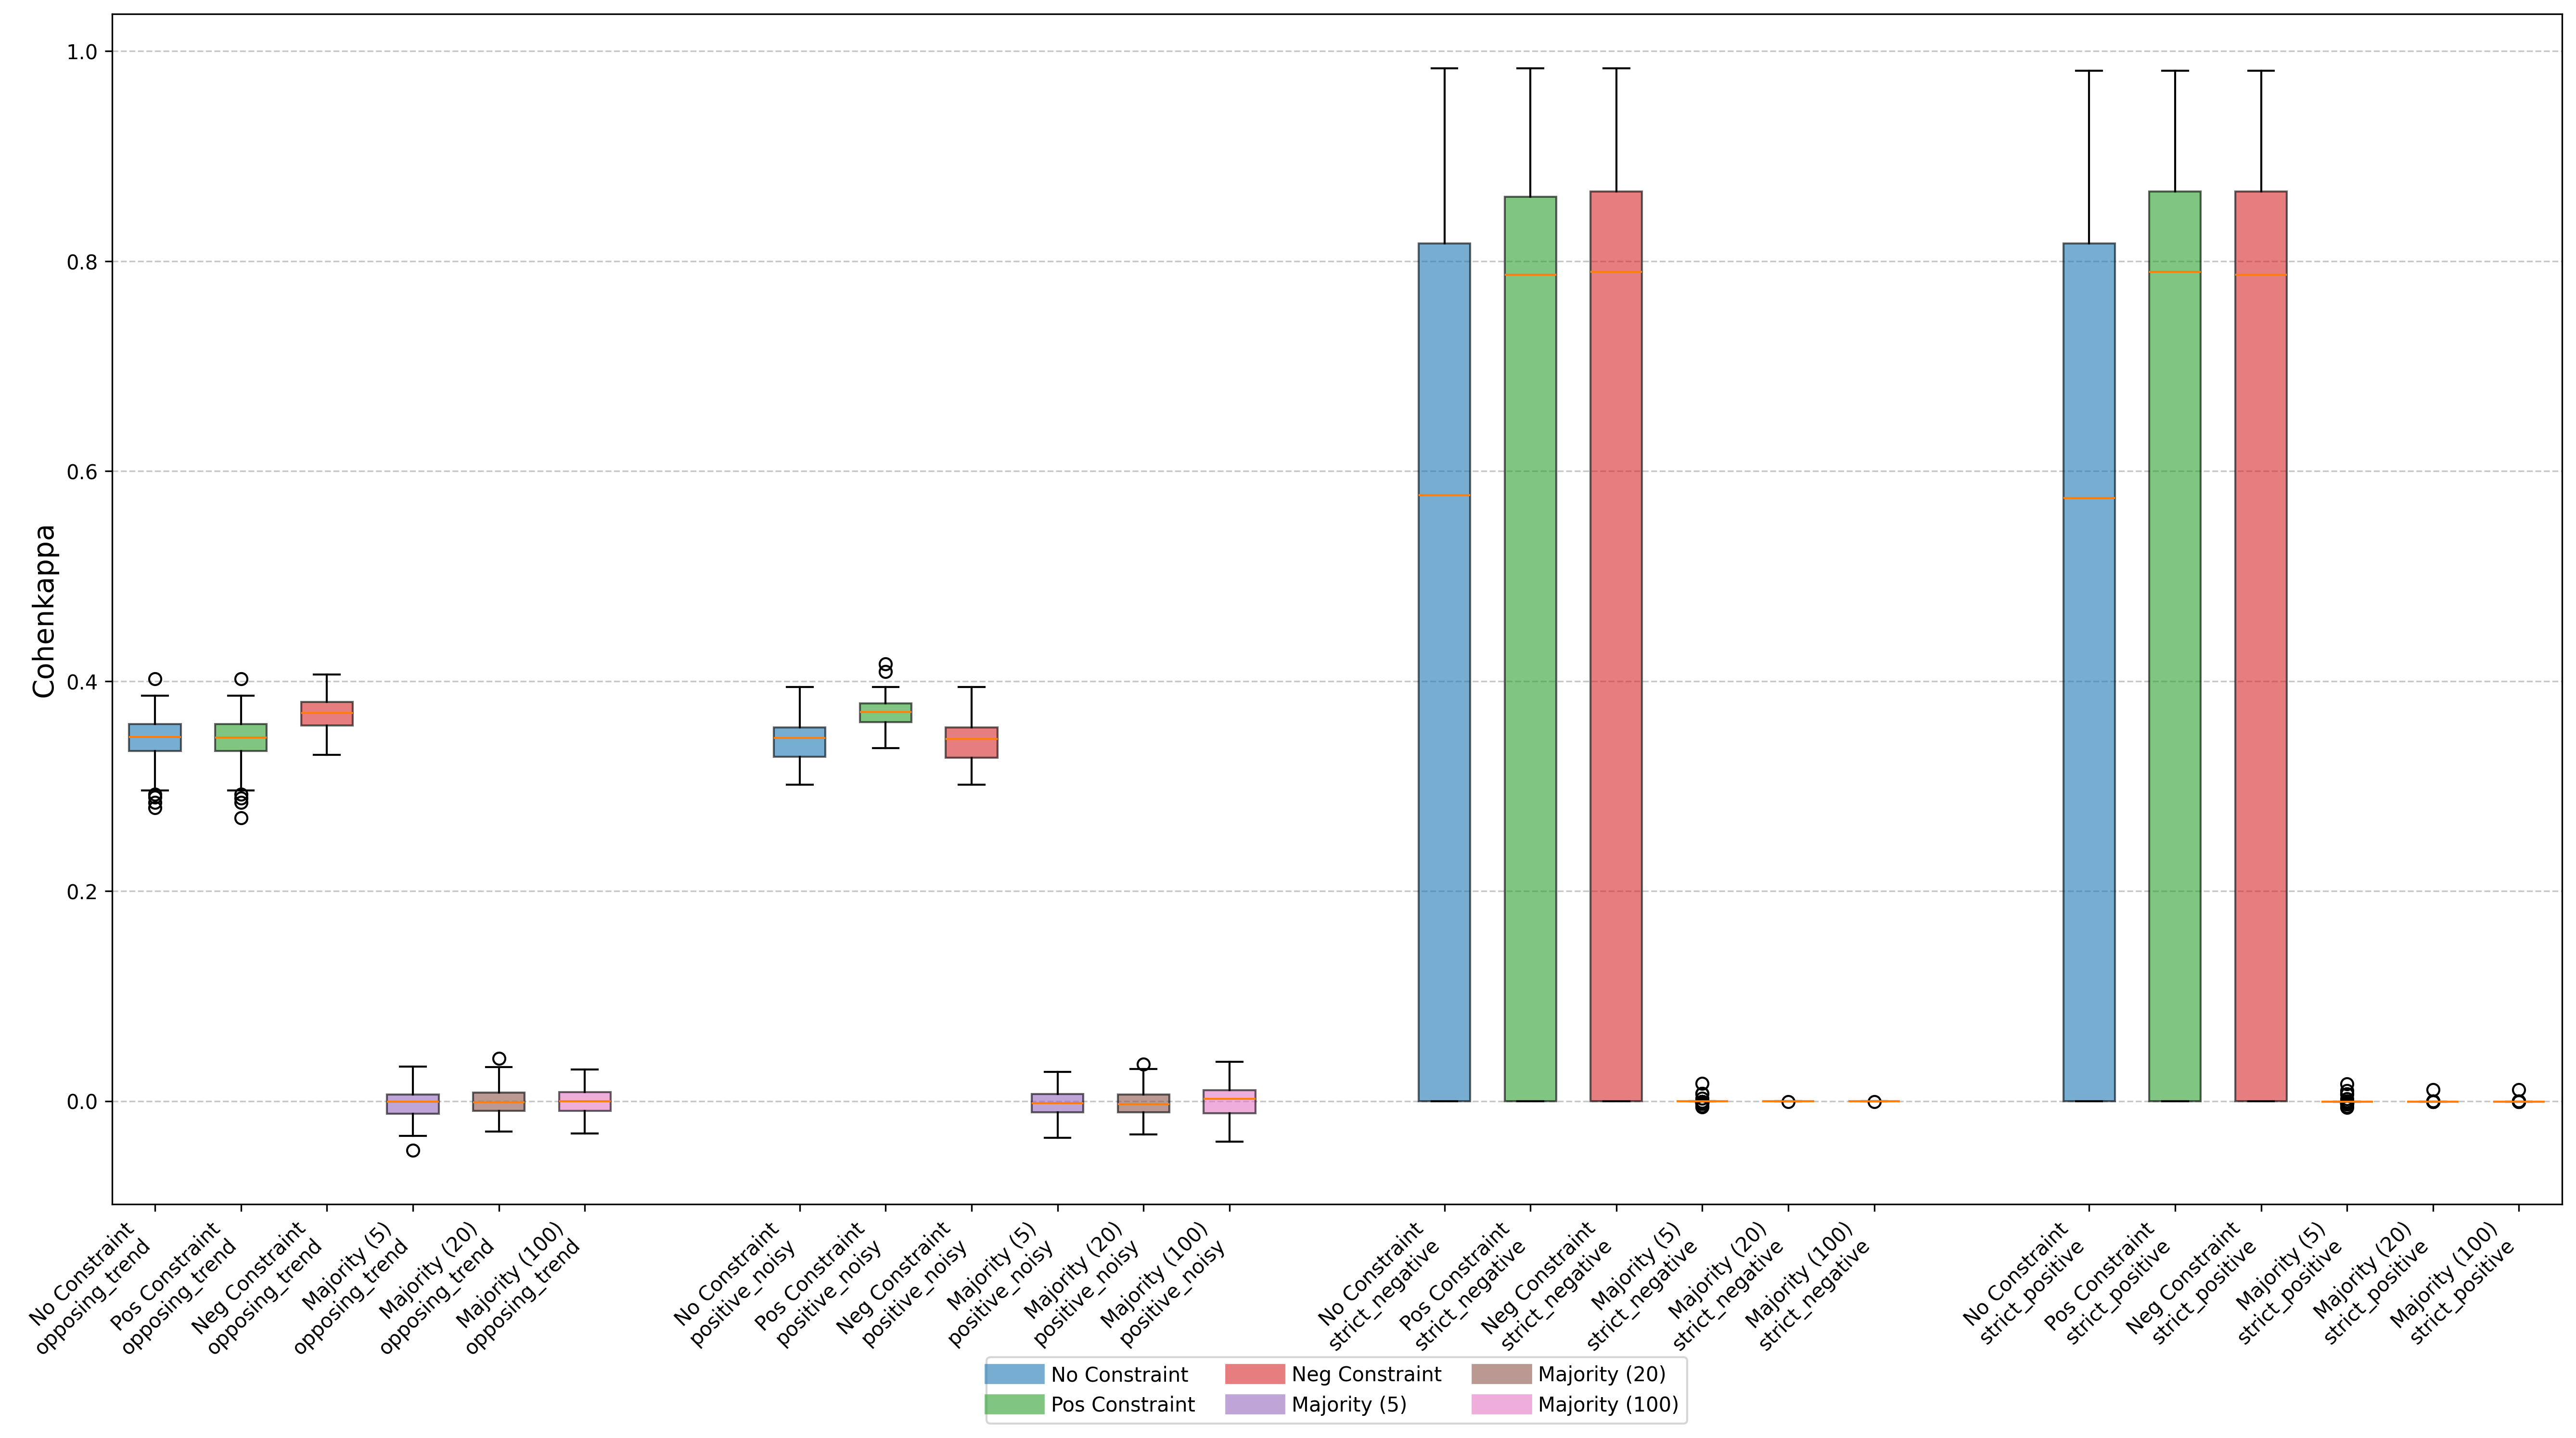 Cohenkappa
1.0
0.8
0.6
0.4
0.2
0.0
No Constraint
opposing_trend
Pos Constraint
opposing_trend
Neg Constraint
opposing_trend
Majority (5)
opposing_trend
Majority (20)
opposing_trend
Majority (100)
opposing_trend
No Constraint
positive_noisy
Pos Constraint
positive_noisy
Neg Constraint
positive_noisy
Majority (5)
positive_noisy
Majority (20)
positive_noisy
Majority (100)
positive_noisy
No Constraint
strict_negative
Pos Constraint
strict_negative
Neg Constraint
strict_negative
Majority (5)
strict_negative
Majority (20)
strict_negative
Majority (100)
strict_negative
No Constraint
strict_positive
Pos Constraint
strict_positive
Neg Constraint
strict_positive
Majority (5)
strict_positive
Majority (20)
strict_positive
Majority (100)
strict_positive
No Constraint
Pos Constraint
Neg Constraint
Majority (5)
Majority (20)
Majority (100)